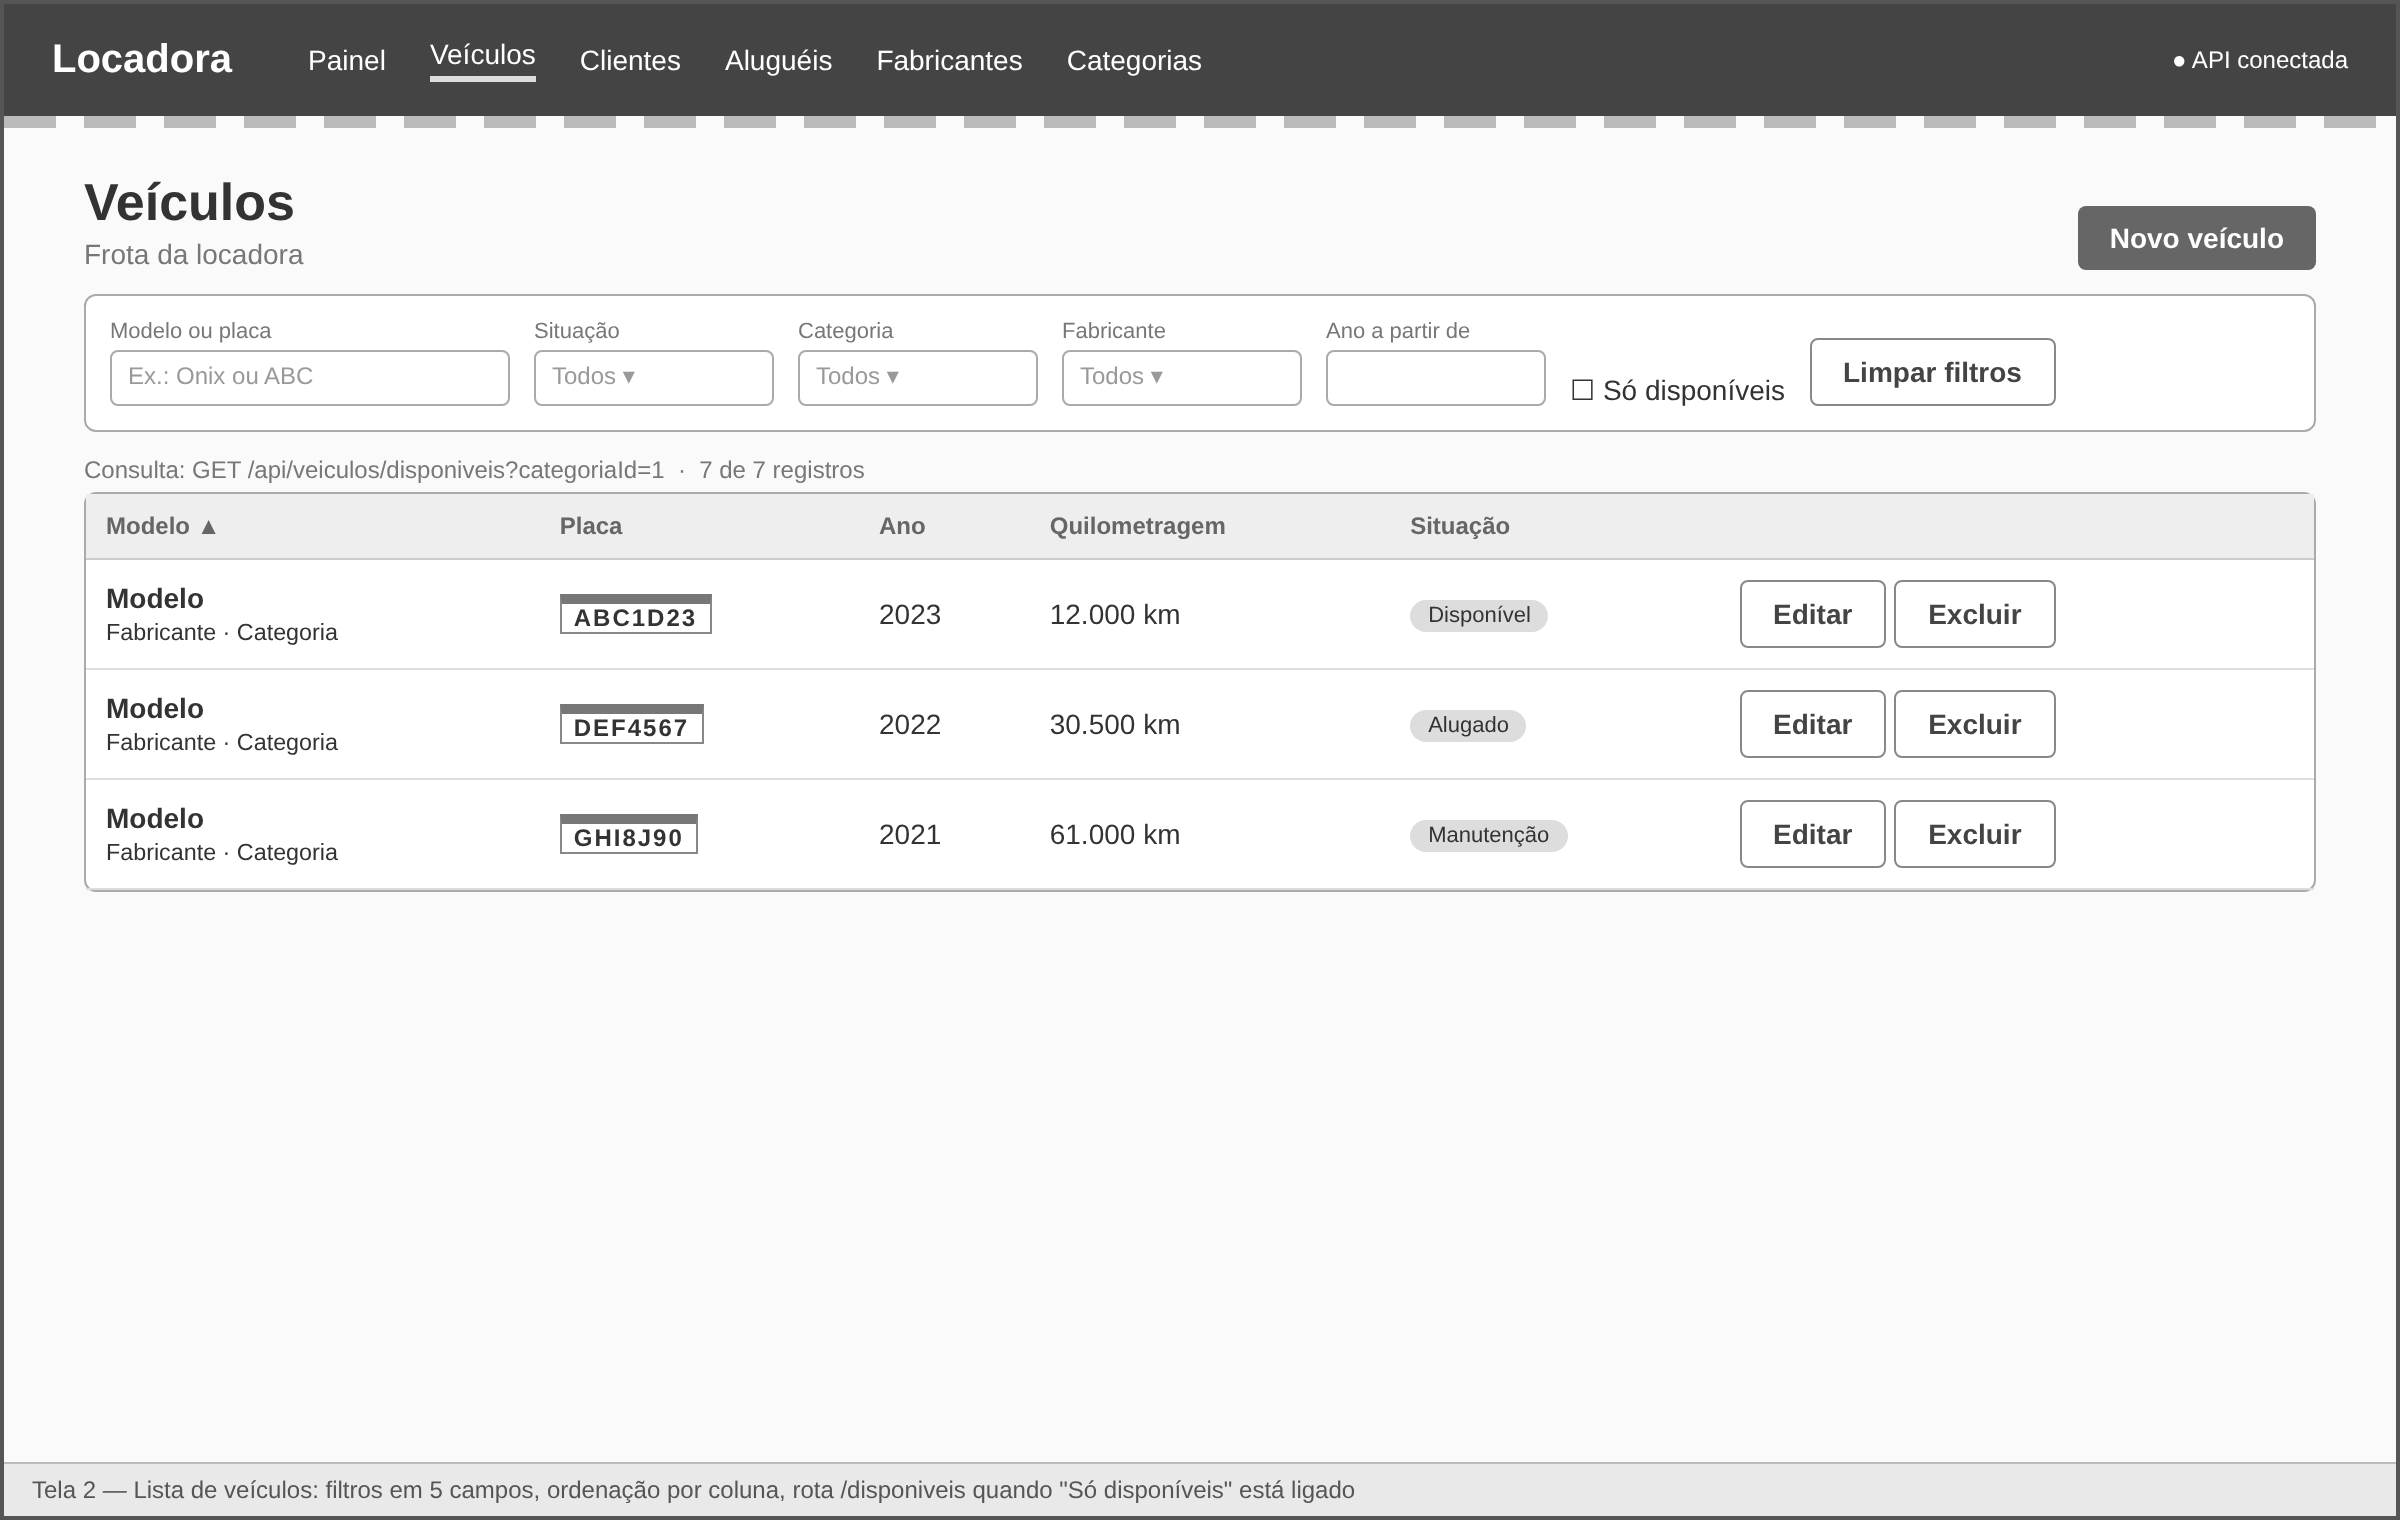 Locadora Painel Veículos Clientes Aluguéis Fabricantes Categorias ● API conectada
Veículos
Frota da locadora
Novo veículo
Modelo ou placa Situação Categoria Fabricante Ano a partir de
Ex.: Onix ou ABC Todos ▾ Todos ▾ Todos ▾ ☐ Só disponíveis Limpar filtros
Consulta: GET /api/veiculos/disponiveis?categoriaId=1 · 7 de 7 registros
Modelo ▲ Placa Ano Quilometragem Situação
Modelo
Fabricante · Categoria
ABC1D23 2023 12.000 km Disponível Editar Excluir
Modelo
Fabricante · Categoria
DEF4567 2022 30.500 km Alugado Editar Excluir
Modelo
Fabricante · Categoria
GHI8J90 2021 61.000 km Manutenção Editar Excluir
Tela 2 — Lista de veículos: filtros em 5 campos, ordenação por coluna, rota /disponiveis quando "Só disponíveis" está ligado